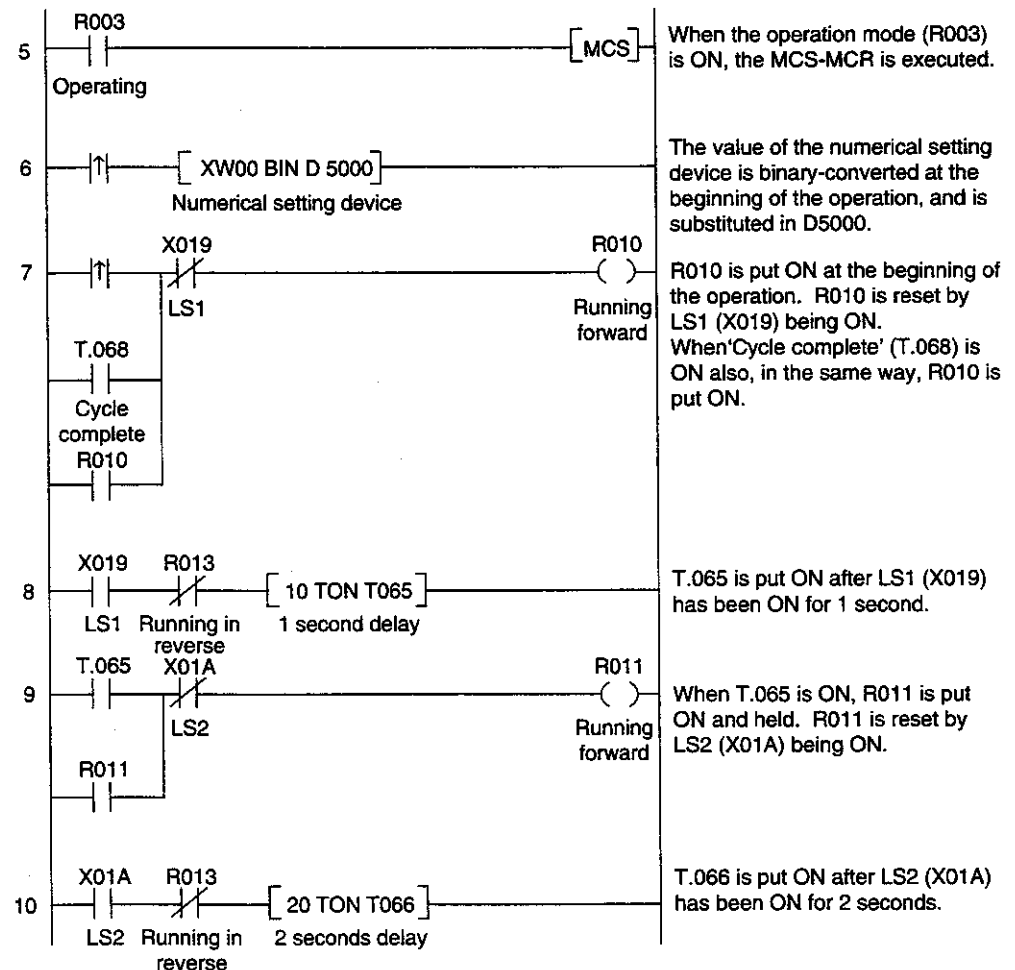 R003
5
[MCS]
Operating
When the operation mode (R003)
is ON, the MCS-MCR is executed.
6
↑
[XW00 BIN D 5000]
Numerical setting device
The value of the numerical setting
device is binary-converted at the
beginning of the operation, and is
substituted in D5000.
X019
R010
7
↑
LS1
Running
forward
T.068
Cycle
complete
R010
R010 is put ON at the beginning of
the operation. R010 is reset by
LS1 (X019) being ON.
When'Cycle complete' (T.068) is
ON also, in the same way, R010 is
put ON.
X019 R013
8
[10 TON T065]
LS1 Running in
reverse
1 second delay
T.065 is put ON after LS1 (X019)
has been ON for 1 second.
T.065 X01A
R011
9
LS2
Running
forward
R011
When T.065 is ON, R011 is put
ON and held. R011 is reset by
LS2 (X01A) being ON.
X01A R013
10
[20 TON T066]
LS2 Running in
reverse
2 seconds delay
T.066 is put ON after LS2 (X01A)
has been ON for 2 seconds.